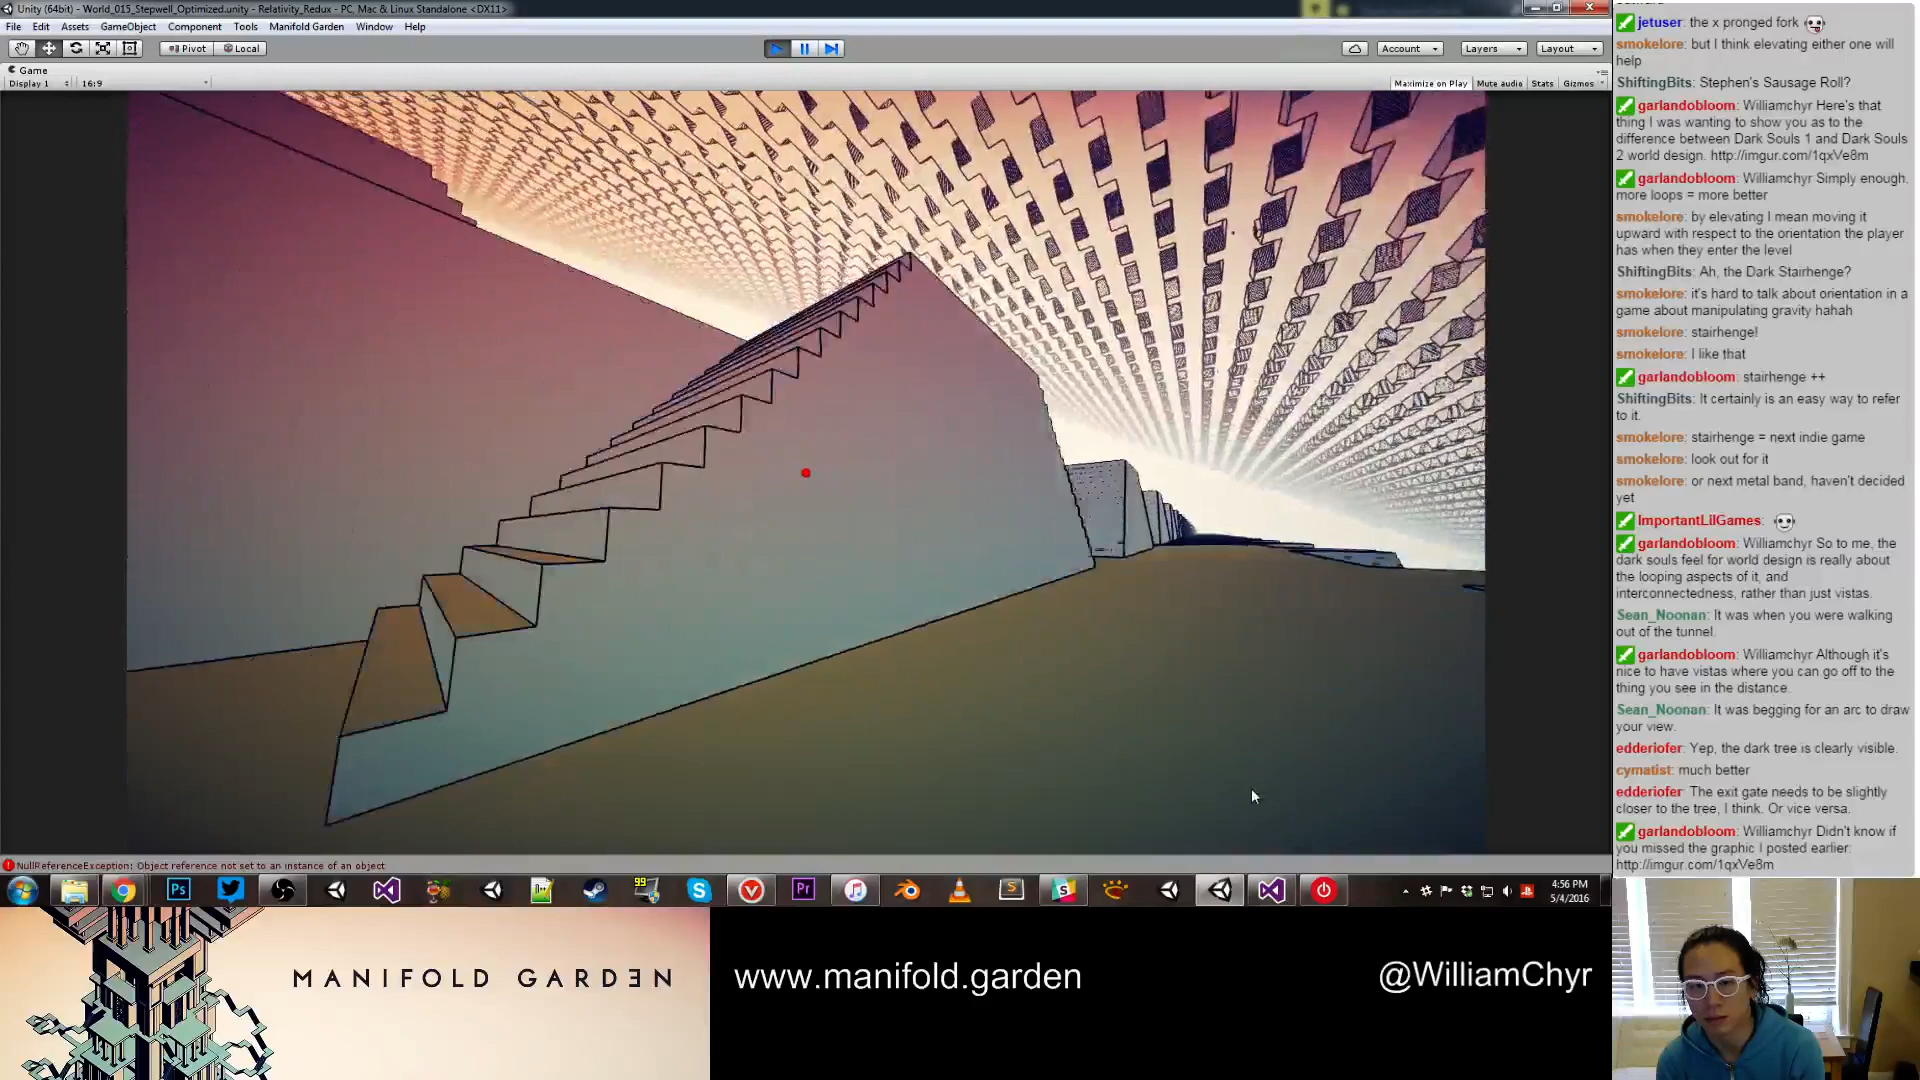 Unity (64bit) - World_015_Stepwell_Optimized.unity - Relativity_Redux - PC, Mac & Linux Standalone <DX11>
File Edit Assets GameObject Component Tools Manifold Garden Window Help
Pivot Local Account Layers Layout
Game
Display 1 16:9 Maximize on Play Mute audio Stats Gizmos
jetuser: the x pronged fork
smokelore: but I think elevating either one will
help
ShiftingBits: Stephen's Sausage Roll?
garlandobloom: Williamchyr Here's that
thing I was wanting to show you as to the
difference between Dark Souls 1 and Dark Souls
2 world design. http://imgur.com/1qxVe8m
garlandobloom: Williamchyr Simply enough,
more loops = more better
smokelore: by elevating I mean moving it
upward with respect to the orientation the player
has when they enter the level
ShiftingBits: Ah, the Dark Stairhenge?
smokelore: it's hard to talk about orientation in a
game about manipulating gravity hahah
smokelore: stairhenge!
smokelore: I like that
garlandobloom: stairhenge ++
ShiftingBits: It certainly is an easy way to refer
to it.
smokelore: stairhenge = next indie game
smokelore: look out for it
smokelore: or next metal band, haven't decided
yet
ImportantLilGames:
garlandobloom: Williamchyr So to me, the
dark souls feel for world design is really about
the looping aspects of it, and
interconnectedness, rather than just vistas.
Sean_Noonan: It was when you were walking
out of the tunnel.
garlandobloom: Williamchyr Although it's
nice to have vistas where you can go off to the
thing you see in the distance.
Sean_Noonan: It was begging for an arc to draw
your view.
edderiofer: Yep, the dark tree is clearly visible.
cymatist: much better
edderiofer: The exit gate needs to be slightly
closer to the tree, I think. Or vice versa.
garlandobloom: Williamchyr Didn't know if
you missed the graphic I posted earlier:
http://imgur.com/1qxVe8m
NullReferenceException: Object reference not set to an instance of an object
Ps 99 Pr
4:56 PM
5/4/2016
MANIFOLD GARDƎN
www.manifold.garden
@WilliamChyr